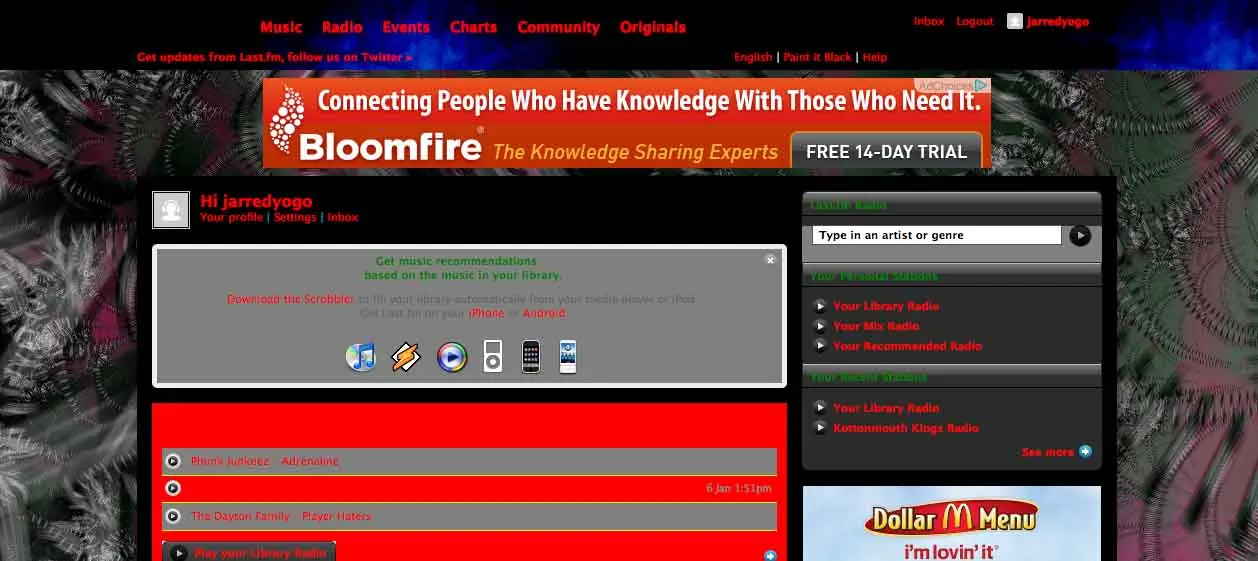 Music Radio Events Charts Community Originals
Inbox Logout jarredyogo
Get updates from Last.fm, follow us on Twitter »
English | Paint it Black | Help
AdChoices
Connecting People Who Have Knowledge With Those Who Need It.
Bloomfire® The Knowledge Sharing Experts
FREE 14-DAY TRIAL
Hi jarredyogo
Your profile | Settings | Inbox
Get music recommendations
based on the music in your library.
Download the Scrobbler to fill your library automatically from your media player or iPod.
Get Last.fm on your iPhone or Android.
Phunk Junkeez – Adrenaline
6 Jan 1:51pm
The Dayton Family – Player Haters
Play your Library Radio
Last.fm Radio
Type in an artist or genre
Your Personal Stations
Your Library Radio
Your Mix Radio
Your Recommended Radio
Your Recent Stations
Your Library Radio
Kottonmouth Kings Radio
See more
Dollar Menu
i'm lovin' it®